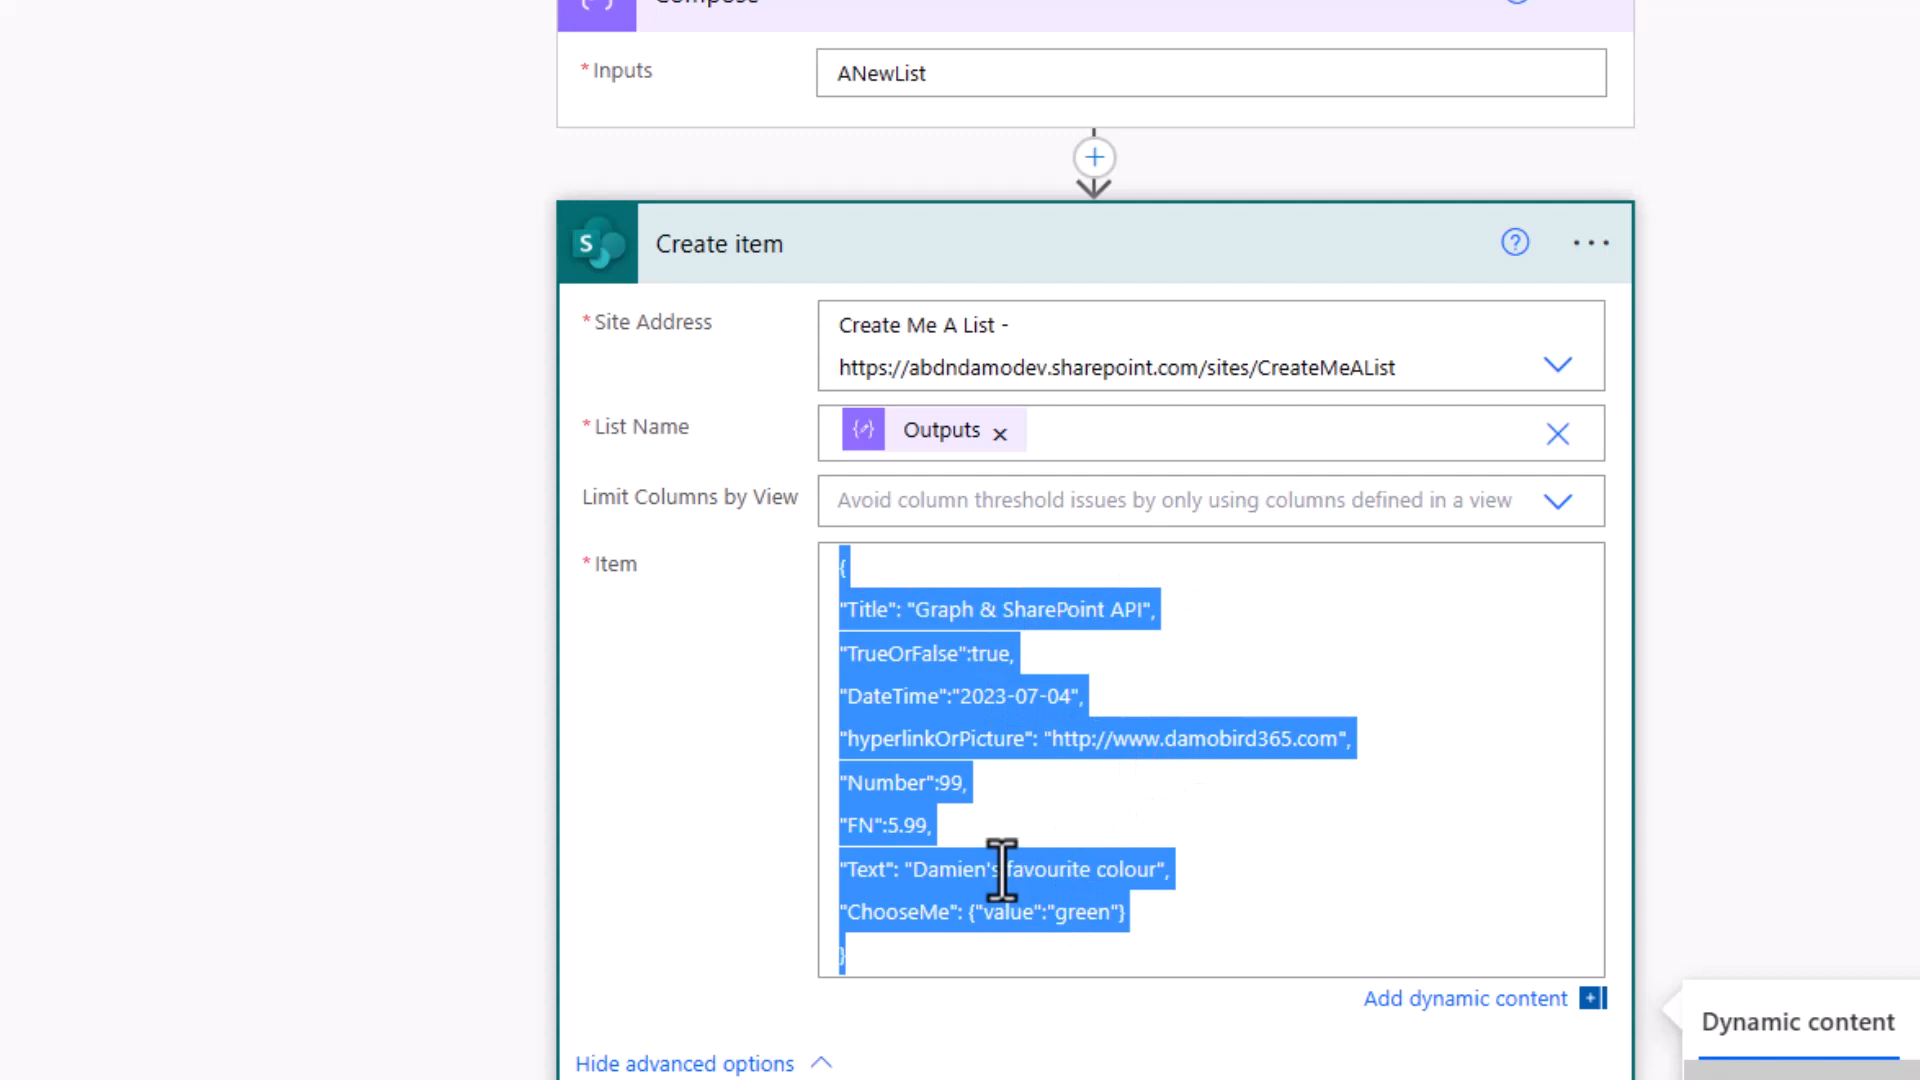 Compose
* Inputs
ANewList
S
Create item
* Site Address
Create Me A List -
https://abdndamodev.sharepoint.com/sites/CreateMeAList
* List Name
Outputs
Limit Columns by View
Avoid column threshold issues by only using columns defined in a view
* Item
{
"Title": "Graph & SharePoint API",
"TrueOrFalse":true,
"DateTime":"2023-07-04",
"hyperlinkOrPicture": "http://www.damobird365.com",
"Number":99,
"FN":5.99,
"Text": "Damien's favourite colour",
"ChooseMe": {"value":"green"}
}
Add dynamic content
Dynamic content
Hide advanced options